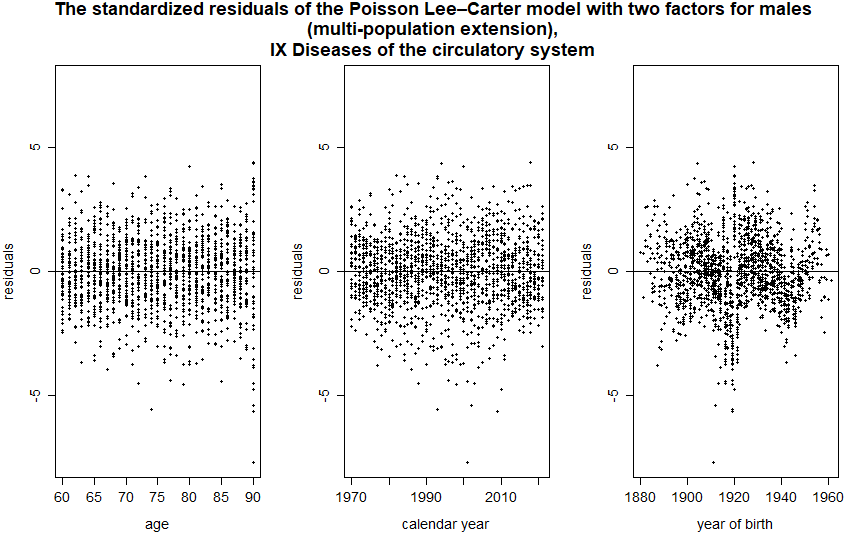 The standardized residuals of the Poisson Lee–Carter model with two factors for males
(multi-population extension),
IX Diseases of the circulatory system
residuals
-5 0 5
60 65 70 75 80 85 90
age
residuals
-5 0 5
1970 1990 2010
calendar year
residuals
-5 0 5
1880 1900 1920 1940 1960
year of birth